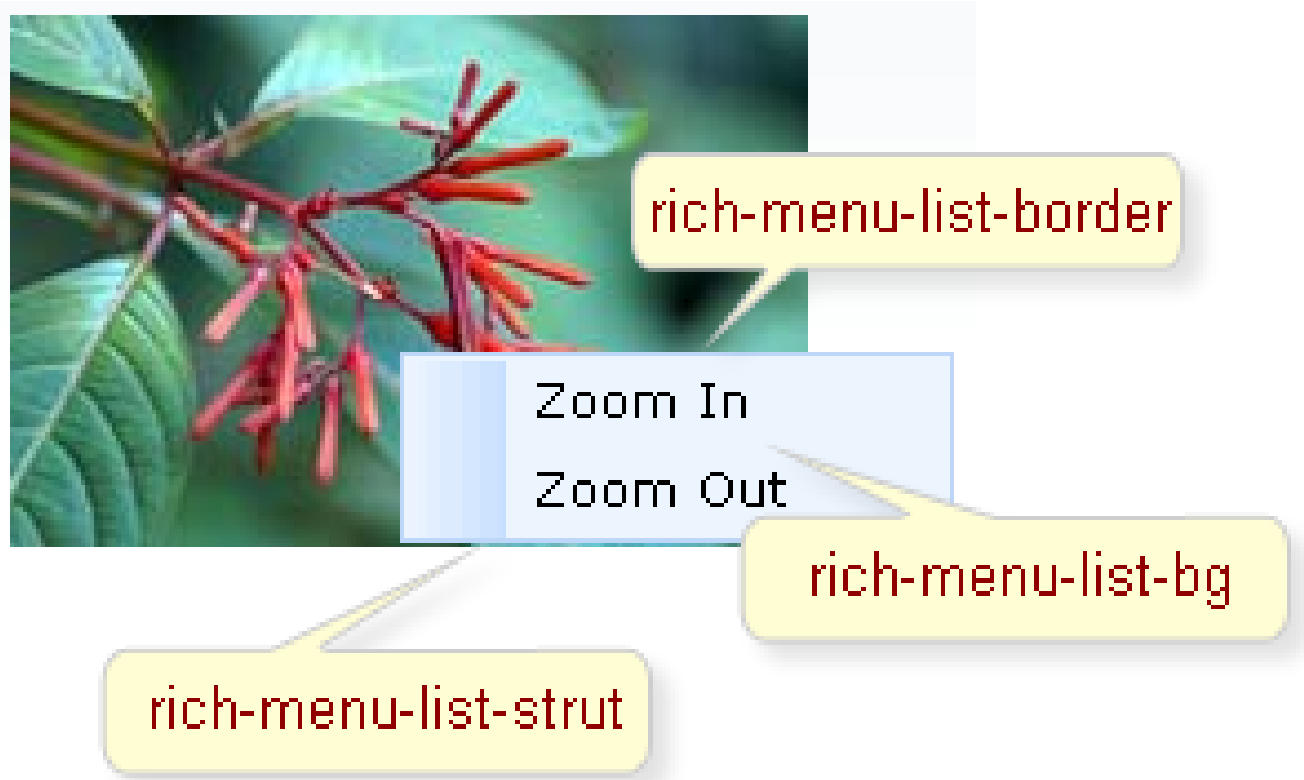 rich-menu-list-border
Zoom In
Zoom Out
rich-menu-list-bg
rich-menu-list-strut